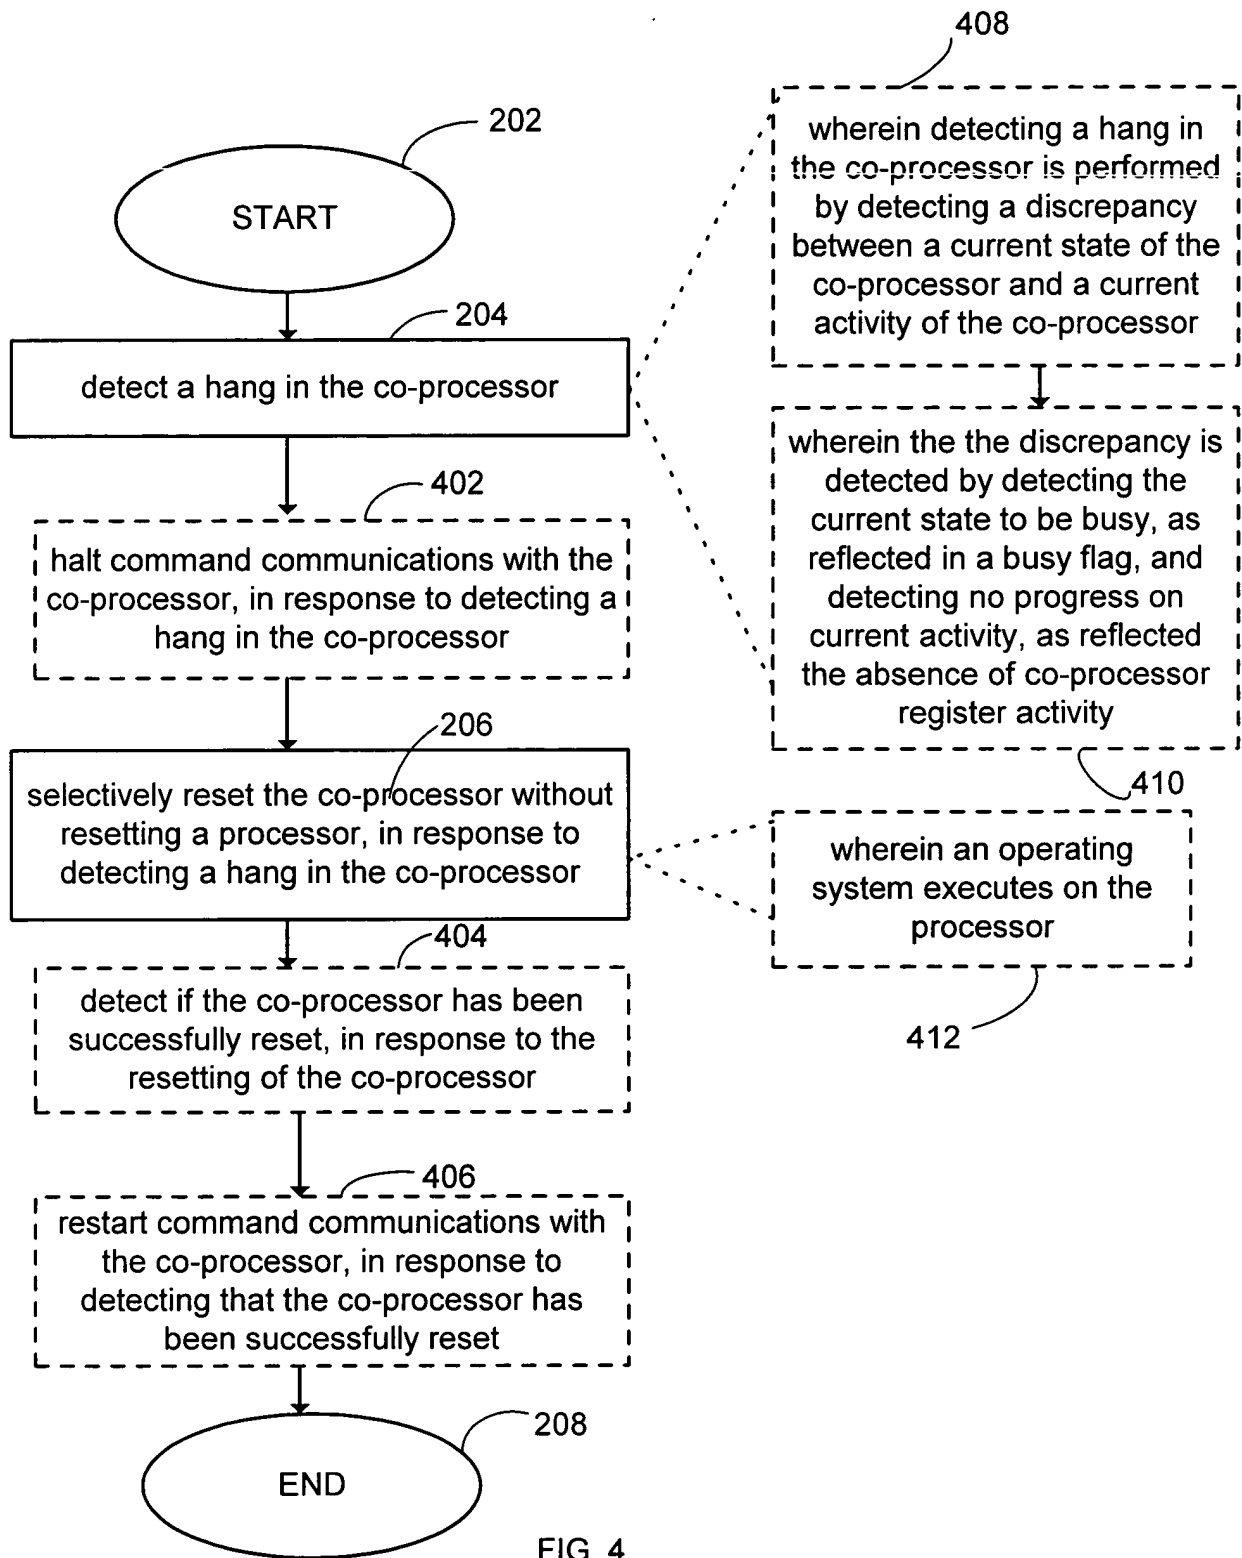 202
START
204
detect a hang in the co-processor
402
halt command communications with the
co-processor, in response to detecting a
hang in the co-processor
206
selectively reset the co-processor without
resetting a processor, in response to
detecting a hang in the co-processor
404
detect if the co-processor has been
successfully reset, in response to the
resetting of the co-processor
406
restart command communications with
the co-processor, in response to
detecting that the co-processor has
been successfully reset
208
END
408
wherein detecting a hang in
the co-processor is performed
by detecting a discrepancy
between a current state of the
co-processor and a current
activity of the co-processor
wherein the the discrepancy is
detected by detecting the
current state to be busy, as
reflected in a busy flag, and
detecting no progress on
current activity, as reflected
the absence of co-processor
register activity
410
wherein an operating
system executes on the
processor
412
FIG. 4